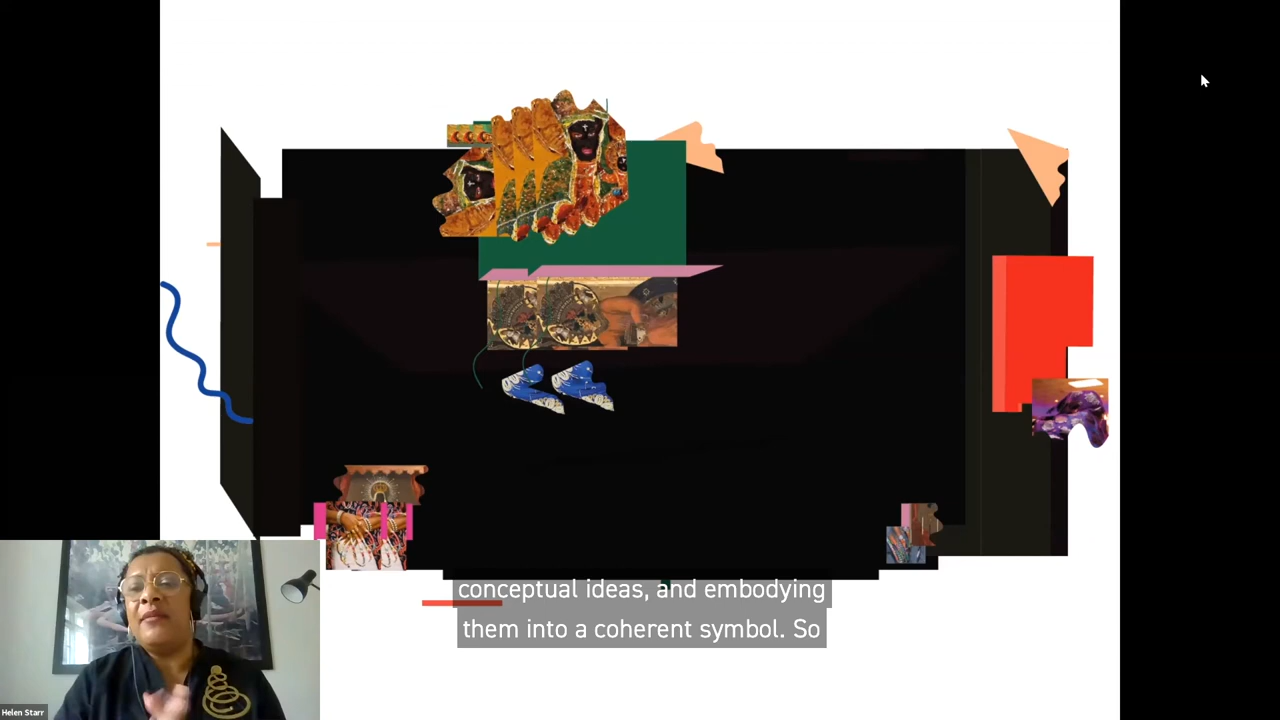 conceptual ideas, and embodying
them into a coherent symbol. So
Helen Starr